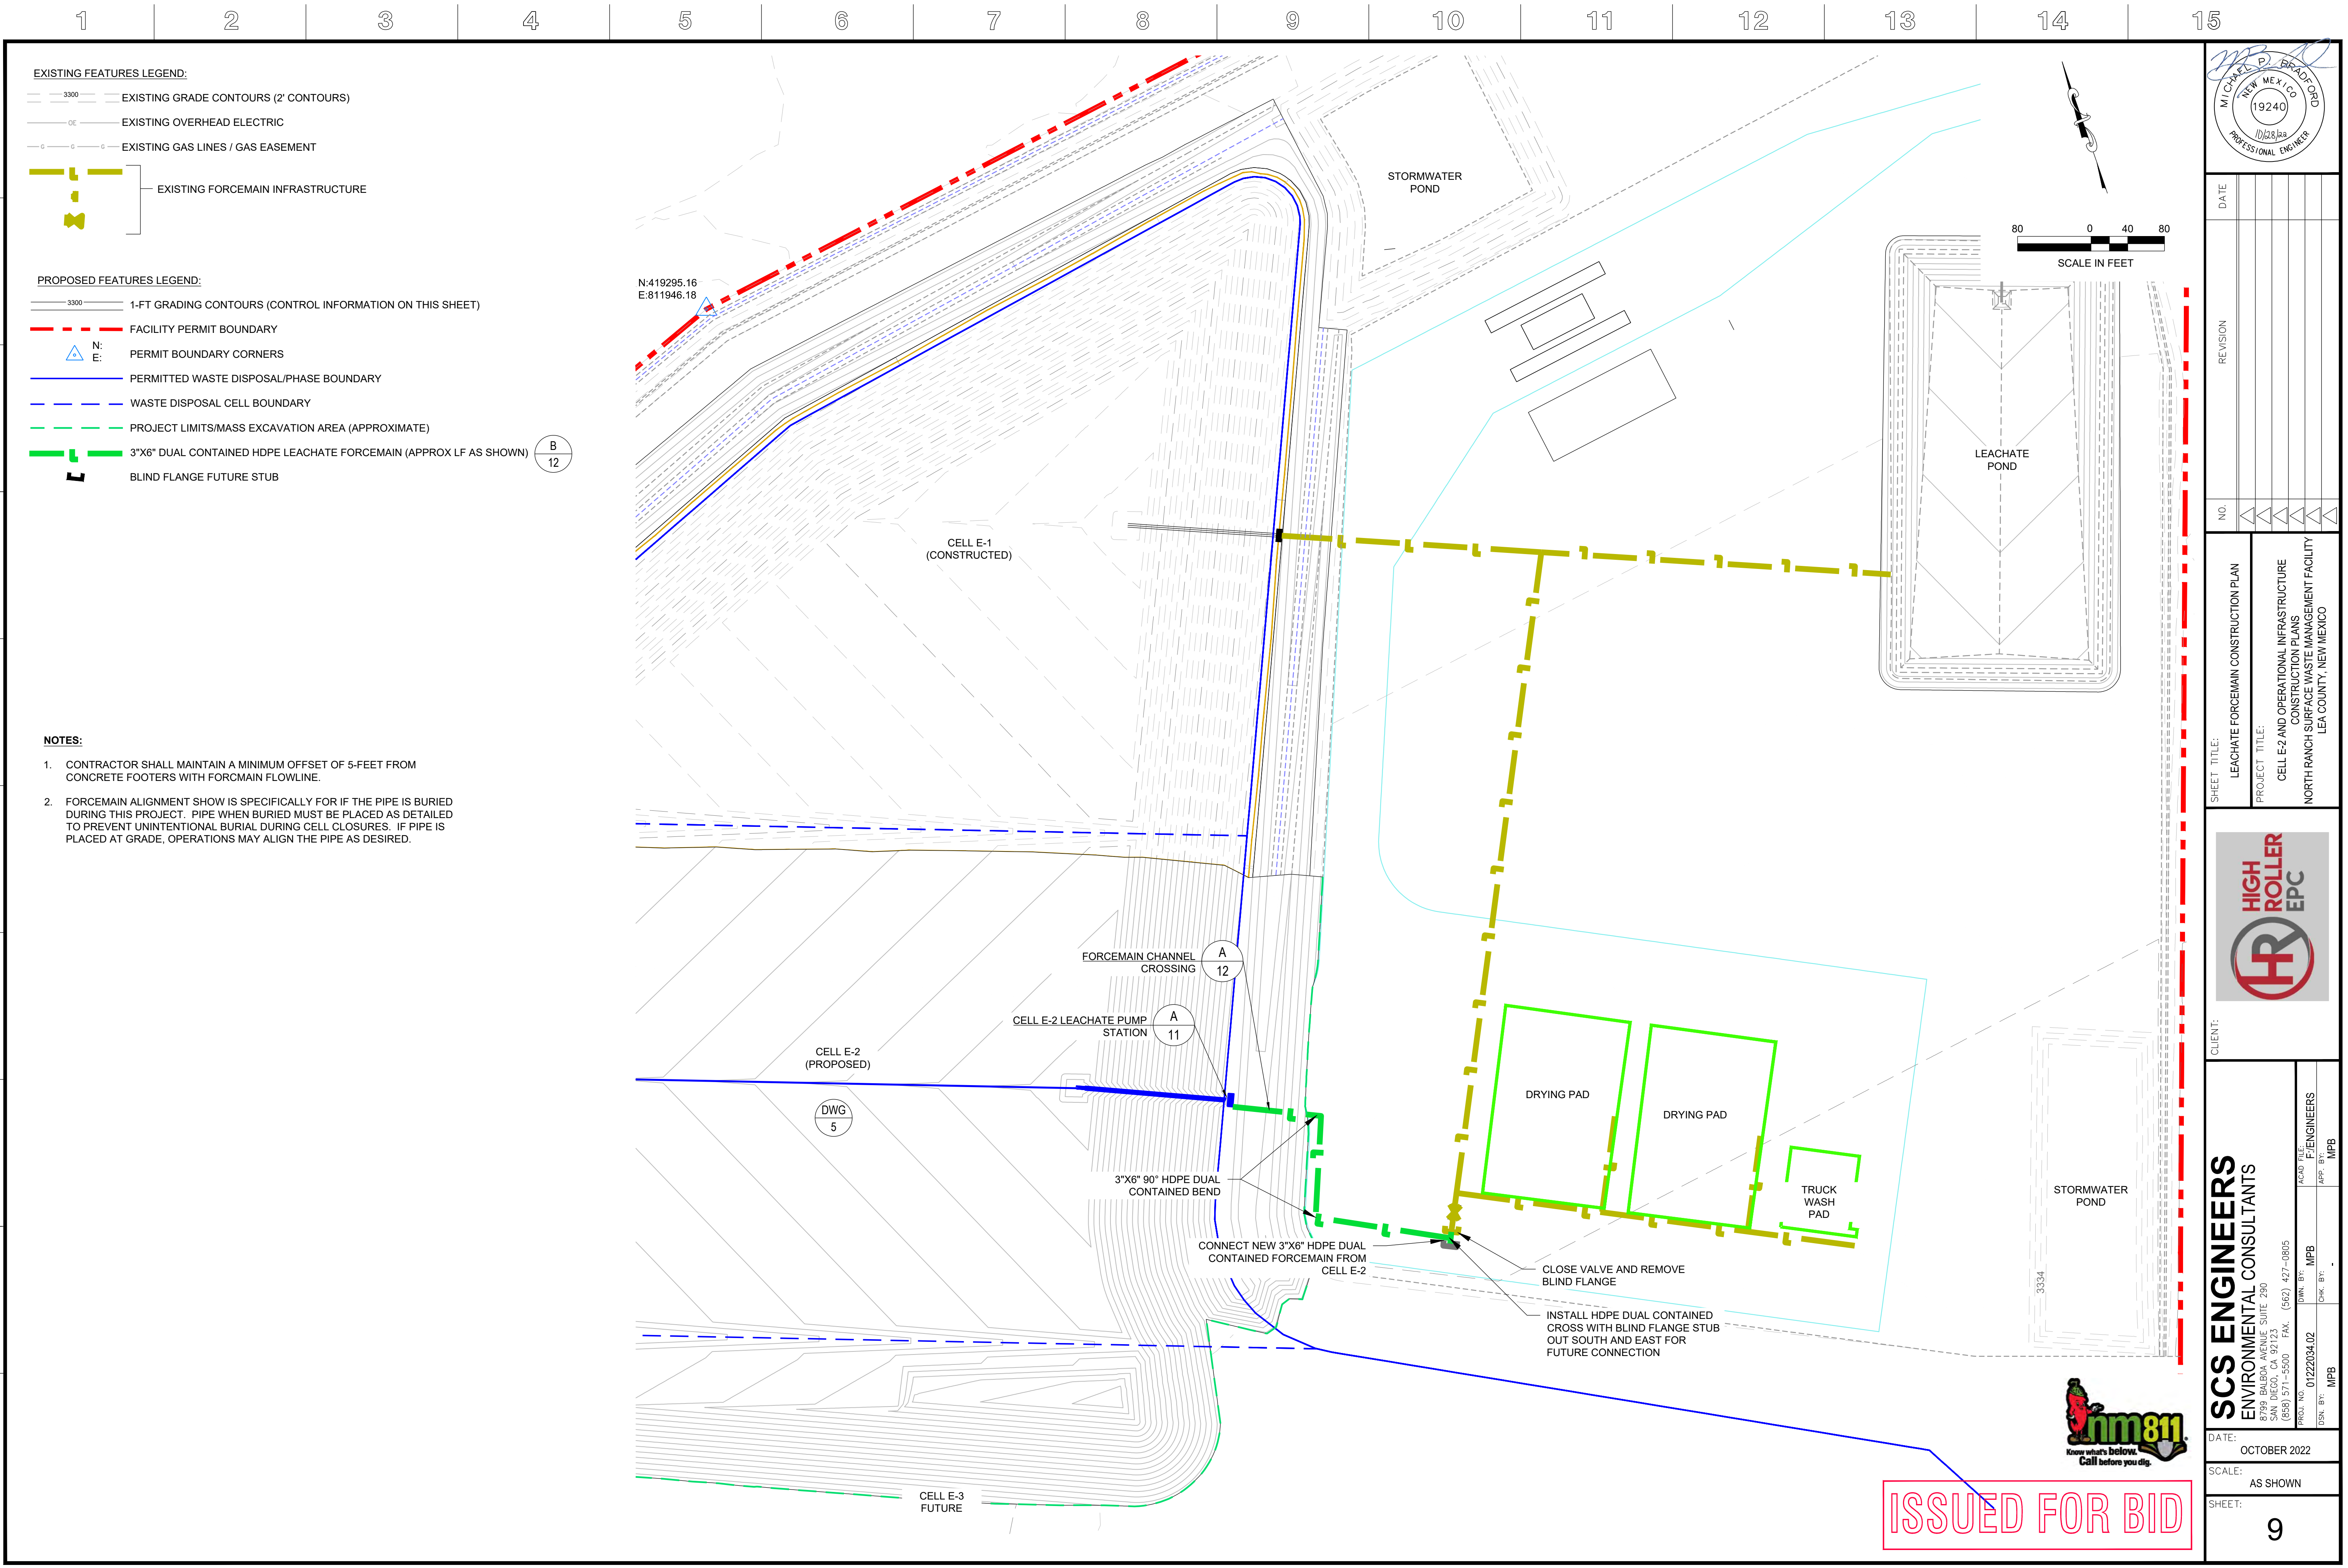 1 2 3 4 5 6 7 8 9 10 11 12 13 14 15
EXISTING FEATURES LEGEND:
3300
EXISTING GRADE CONTOURS (2' CONTOURS)
OE
EXISTING OVERHEAD ELECTRIC
G G G
EXISTING GAS LINES / GAS EASEMENT
EXISTING FORCEMAIN INFRASTRUCTURE
PROPOSED FEATURES LEGEND:
3300
1-FT GRADING CONTOURS (CONTROL INFORMATION ON THIS SHEET)
FACILITY PERMIT BOUNDARY
N:
E:
PERMIT BOUNDARY CORNERS
PERMITTED WASTE DISPOSAL/PHASE BOUNDARY
WASTE DISPOSAL CELL BOUNDARY
PROJECT LIMITS/MASS EXCAVATION AREA (APPROXIMATE)
3"X6" DUAL CONTAINED HDPE LEACHATE FORCEMAIN (APPROX LF AS SHOWN)
B
12
BLIND FLANGE FUTURE STUB
NOTES:
1. CONTRACTOR SHALL MAINTAIN A MINIMUM OFFSET OF 5-FEET FROM
CONCRETE FOOTERS WITH FORCMAIN FLOWLINE.
2. FORCEMAIN ALIGNMENT SHOW IS SPECIFICALLY FOR IF THE PIPE IS BURIED
DURING THIS PROJECT. PIPE WHEN BURIED MUST BE PLACED AS DETAILED
TO PREVENT UNINTENTIONAL BURIAL DURING CELL CLOSURES. IF PIPE IS
PLACED AT GRADE, OPERATIONS MAY ALIGN THE PIPE AS DESIRED.
N:419295.16
E:811946.18
STORMWATER
POND
80 0 40 80
SCALE IN FEET
LEACHATE
POND
CELL E-1
(CONSTRUCTED)
FORCEMAIN CHANNEL
CROSSING
A
12
CELL E-2 LEACHATE PUMP
STATION
A
11
CELL E-2
(PROPOSED)
DWG
5
DRYING PAD
DRYING PAD
TRUCK
WASH
PAD
STORMWATER
POND
3334
3"X6" 90° HDPE DUAL
CONTAINED BEND
CONNECT NEW 3"X6" HDPE DUAL
CONTAINED FORCEMAIN FROM
CELL E-2
CLOSE VALVE AND REMOVE
BLIND FLANGE
INSTALL HDPE DUAL CONTAINED
CROSS WITH BLIND FLANGE STUB
OUT SOUTH AND EAST FOR
FUTURE CONNECTION
CELL E-3
FUTURE
nm811
Know what's below.
Call before you dig.
ISSUED FOR BID
MICHAEL P. BRADFORD
NEW MEXICO
19240
10/28/22
PROFESSIONAL ENGINEER
NO.
REVISION
DATE
SHEET TITLE:
LEACHATE FORCEMAIN CONSTRUCTION PLAN
PROJECT TITLE:
CELL E-2 AND OPERATIONAL INFRASTRUCTURE
CONSTRUCTION PLANS
NORTH RANCH SURFACE WASTE MANAGEMENT FACILITY
LEA COUNTY, NEW MEXICO
CLIENT:
HR
HIGH
ROLLER
EPC
SCS ENGINEERS
ENVIRONMENTAL CONSULTANTS
8799 BALBOA AVENUE SUITE 290
SAN DIEGO, CA 92123
(858) 571-5500 FAX. (562) 427-0805
PROJ. NO. 01222034.02
DWN. BY: MPB
ACAD FILE: F:/ENGINEERS
DSN. BY: MPB
CHK. BY: -
APP. BY: MPB
DATE:
OCTOBER 2022
SCALE:
AS SHOWN
SHEET:
9